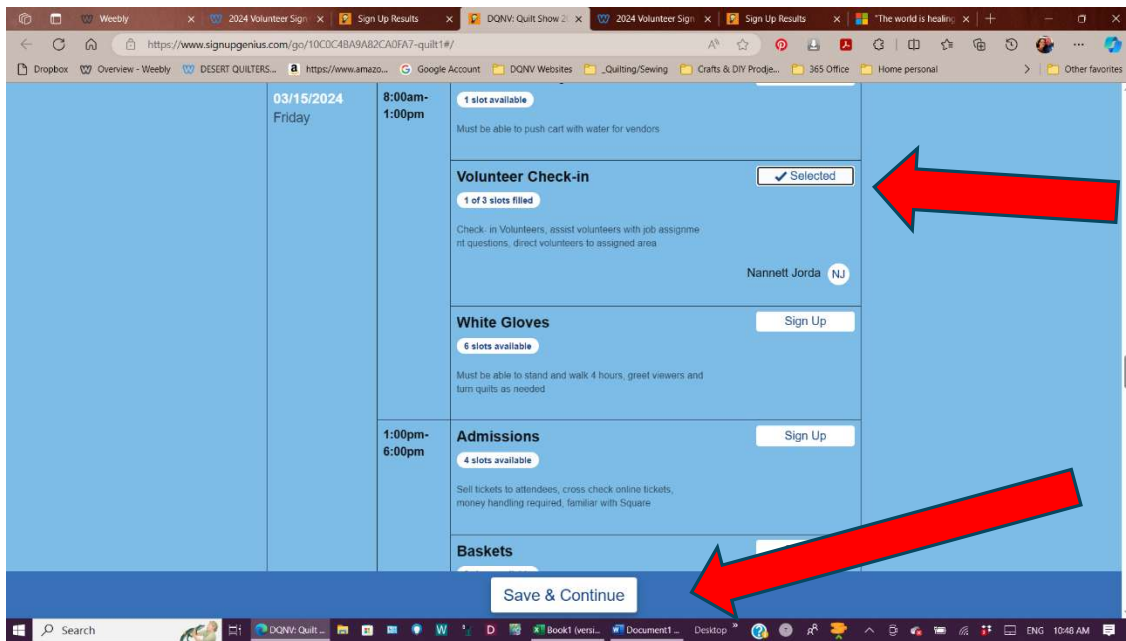 Weebly
2024 Volunteer Sign
Sign Up Results
DQNV: Quilt Show 2
2024 Volunteer Sign
Sign Up Results
"The world is healing
https://www.signupgenius.com/go/10C0C4BA9A82CA0FA7-quilt1#/
Dropbox
Overview - Weebly
DESERT QUILTERS...
https://www.amazo...
Google Account
DQNV Websites
_Quilting/Sewing
Crafts & DIY Prodje...
365 Office
Home personal
Other favorites
03/15/2024
Friday
8:00am-
1:00pm
1 slot available
Must be able to push cart with water for vendors
Volunteer Check-in
Selected
1 of 3 slots filled
Check- in Volunteers, assist volunteers with job assignme
nt questions, direct volunteers to assigned area
Nannett Jorda NJ
White Gloves
Sign Up
6 slots available
Must be able to stand and walk 4 hours, greet viewers and
turn quilts as needed
1:00pm-
6:00pm
Admissions
Sign Up
4 slots available
Sell tickets to attendees, cross check online tickets,
money handling required, familiar with Square
Baskets
Save & Continue
Search
DQNV: Quilt ...
Book1 (versi...
Document1 ...
Desktop
ENG
10:48 AM